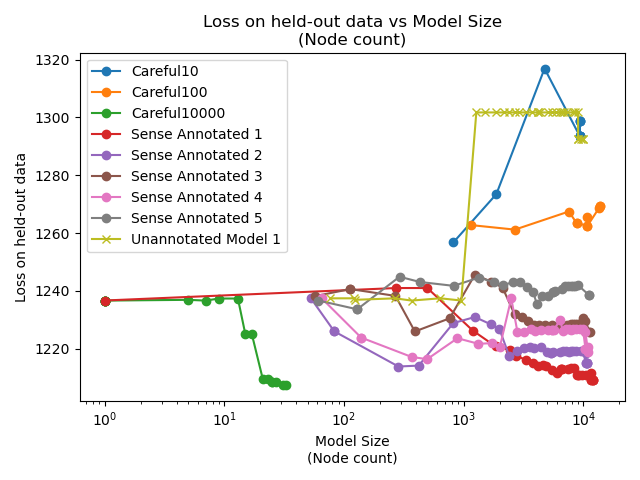 Loss on held-out data vs Model Size
(Node count)
Loss on held-out data
1320
1300
1280
1260
1240
1220
Careful10
Careful100
Careful10000
Sense Annotated 1
Sense Annotated 2
Sense Annotated 3
Sense Annotated 4
Sense Annotated 5
Unannotated Model 1
10⁰ 10¹ 10² 10³ 10⁴
Model Size
(Node count)